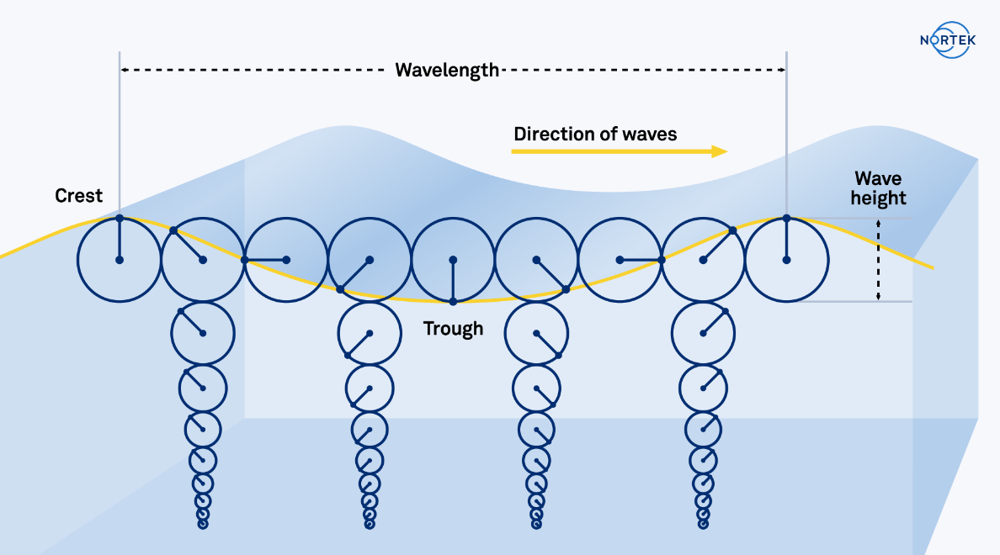 NORTEK
Wavelength
Direction of waves
Crest
Wave
height
Trough